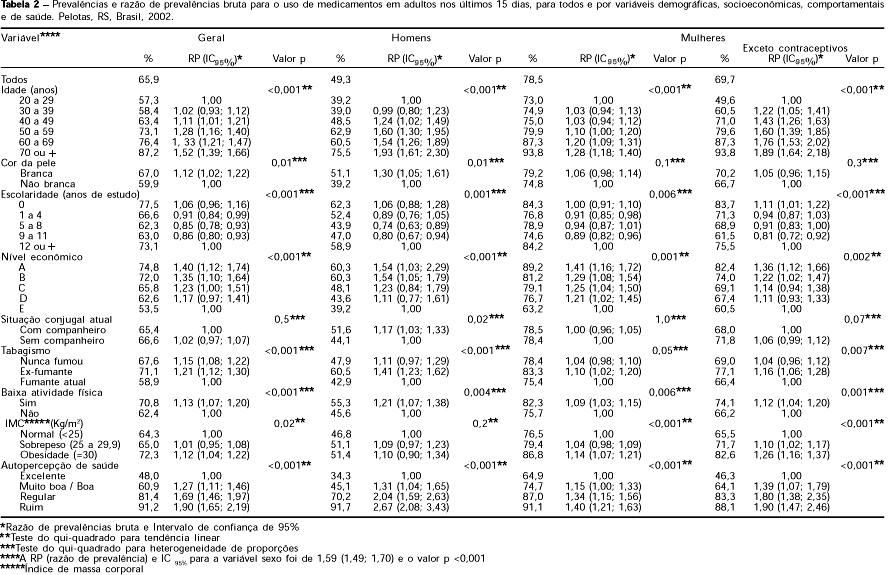 Tabela 2 – Prevalências e razão de prevalências bruta para o uso de medicamentos em adultos nos últimos 15 dias, para todos e por variáveis demográficas, socioeconômicas, comportamentais
e de saúde. Pelotas, RS, Brasil, 2002.
Variável**** Geral Homens Mulheres
Exceto contraceptivos
% RP (IC95%)* Valor p % RP (IC95%)* Valor p % RP (IC95%)* Valor p % RP (IC95%)* Valor p
Todos 65,9 49,3 78,5 69,7
Idade (anos) <0,001** <0,001** <0,001** <0,001**
20 a 29 57,3 1,00 39,2 1,00 73,0 1,00 49,6 1,00
30 a 39 58,4 1,02 (0,93; 1,12) 39,0 0,99 (0,80; 1,23) 74,9 1,03 (0,94; 1,13) 60,5 1,22 (1,05; 1,41)
40 a 49 63,4 1,11 (1,01; 1,21) 48,5 1,24 (1,02; 1,49) 75,0 1,03 (0,94; 1,12) 71,0 1,43 (1,26; 1,63)
50 a 59 73,1 1,28 (1,16; 1,40) 62,9 1,60 (1,30; 1,95) 79,9 1,10 (1,00; 1,20) 79,6 1,60 (1,39; 1,85)
60 a 69 76,4 1, 33 (1,21; 1,47) 60,5 1,54 (1,26; 1,89) 87,3 1,20 (1,09; 1,31) 87,3 1,76 (1,53; 2,02)
70 ou + 87,2 1,52 (1,39; 1,66) 75,5 1,93 (1,61; 2,30) 93,8 1,28 (1,18; 1,40) 93,8 1,89 (1,64; 2,18)
Cor da pele 0,01*** 0,01*** 0,1*** 0,3***
Branca 67,0 1,12 (1,02; 1,22) 51,1 1,30 (1,05; 1,61) 79,2 1,06 (0,98; 1,14) 70,2 1,05 (0,96; 1,15)
Não branca 59,9 1,00 39,2 1,00 74,8 1,00 66,7 1,00
Escolaridade (anos de estudo) <0,001*** 0,001*** 0,006*** <0,001***
0 77,5 1,06 (0,96; 1,16) 62,3 1,06 (0,88; 1,28) 84,3 1,00 (0,91; 1,10) 83,7 1,11 (1,01; 1,22)
1 a 4 66,6 0,91 (0,84; 0,99) 52,4 0,89 (0,76; 1,05) 76,8 0,91 (0,85; 0,98) 71,3 0,94 (0,87; 1,03)
5 a 8 62,3 0,85 (0,78; 0,93) 43,9 0,74 (0,63; 0,89) 78,9 0,94 (0,87; 1,01) 68,9 0,91 (0,83; 1,00)
9 a 11 63,0 0,86 (0,80; 0,93) 47,0 0,80 (0,67; 0,94) 74,6 0,89 (0,82; 0,96) 61,5 0,81 (0,72; 0,92)
12 ou + 73,1 1,00 58,9 1,00 84,2 1,00 75,5 1,00
Nível econômico <0,001** <0,001** 0,001** 0,002**
A 74,8 1,40 (1,12; 1,74) 60,3 1,54 (1,03; 2,29) 89,2 1,41 (1,16; 1,72) 82,4 1,36 (1,12; 1,66)
B 72,0 1,35 (1,10; 1,64) 60,3 1,54 (1,05; 1,79) 81,2 1,29 (1,08; 1,54) 74,0 1,22 (1,02; 1,47)
C 65,8 1,23 (1,00; 1,51) 48,1 1,23 (0,84; 1,79) 79,1 1,25 (1,04; 1,50) 69,1 1,14 (0,94; 1,38)
D 62,6 1,17 (0,97; 1,41) 43,6 1,11 (0,77; 1,61) 76,7 1,21 (1,02; 1,45) 67,4 1,11 (0,93; 1,33)
E 53,5 1,00 39,2 1,00 63,2 1,00 60,5 1,00
Situação conjugal atual 0,5*** 0,02*** 1,0*** 0,07***
Com companheiro 65,4 1,00 51,6 1,17 (1,03; 1,33) 78,5 1,00 (0,96; 1,05) 68,0 1,00
Sem companheiro 66,6 1,02 (0,97; 1,07) 44,1 1,00 78,4 1,00 71,8 1,06 (0,99; 1,12)
Tabagismo <0,001*** <0,001*** 0,05*** 0,007***
Nunca fumou 67,6 1,15 (1,08; 1,22) 47,9 1,11 (0,97; 1,29) 78,4 1,04 (0,98; 1,10) 69,0 1,04 (0,96; 1,12)
Ex-fumante 71,1 1,21 (1,12; 1,30) 60,5 1,41 (1,23; 1,62) 83,3 1,10 (1,02; 1,20) 77,1 1,16 (1,06; 1,28)
Fumante atual 58,9 1,00 42,9 1,00 75,4 1,00 66,4 1,00
Baixa atividade física <0,001*** 0,004*** 0,006*** 0,001***
Sim 70,8 1,13 (1,07; 1,20) 55,3 1,21 (1,07; 1,38) 82,3 1,09 (1,03; 1,15) 74,1 1,12 (1,04; 1,20)
Não 62,4 1,00 45,6 1,00 75,7 1,00 66,2 1,00
IMC*****(Kg/m²) 0,02** 0,2** <0,001** <0,001**
Normal (<25) 64,3 1,00 46,8 1,00 76,5 1,00 65,5 1,00
Sobrepeso (25 a 29,9) 65,0 1,01 (0,95; 1,08) 51,1 1,09 (0,97; 1,23) 79,4 1,04 (0,98; 1,09) 71,7 1,10 (1,02; 1,17)
Obesidade (=30) 72,3 1,12 (1,04; 1,22) 51,4 1,10 (0,90; 1,34) 86,8 1,14 (1,07; 1,21) 82,6 1,26 (1,16; 1,37)
Autopercepção de saúde <0,001** <0,001** <0,001** <0,001**
Excelente 48,0 1,00 34,3 1,00 64,9 1,00 46,3 1,00
Muito boa / Boa 60,9 1,27 (1,11; 1,46) 45,1 1,31 (1,04; 1,65) 74,7 1,15 (1,00; 1,33) 64,1 1,39 (1,07; 1,79)
Regular 81,4 1,69 (1,46; 1,97) 70,2 2,04 (1,59; 2,63) 87,0 1,34 (1,15; 1,56) 83,3 1,80 (1,38; 2,35)
Ruim 91,2 1,90 (1,65; 2,19) 91,7 2,67 (2,08; 3,43) 91,1 1,40 (1,21; 1,63) 88,1 1,90 (1,47; 2,46)
*Razão de prevalências bruta e Intervalo de confiança de 95%
**Teste do qui-quadrado para tendência linear
***Teste do qui-quadrado para heterogeneidade de proporções
****A RP (razão de prevalência) e IC 95% para a variável sexo foi de 1,59 (1,49; 1,70) e o valor p <0,001
*****Índice de massa corporal